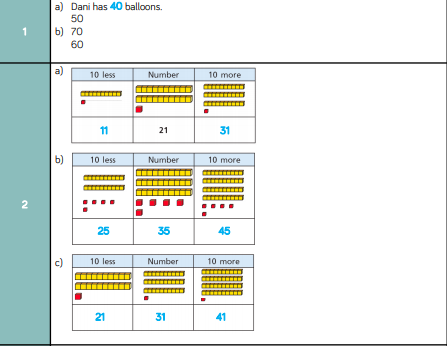 1
a) Dani has 40 balloons.
50
b) 70
60
2
a)
10 less Number 10 more
11 21 31
b)
10 less Number 10 more
25 35 45
c)
10 less Number 10 more
21 31 41